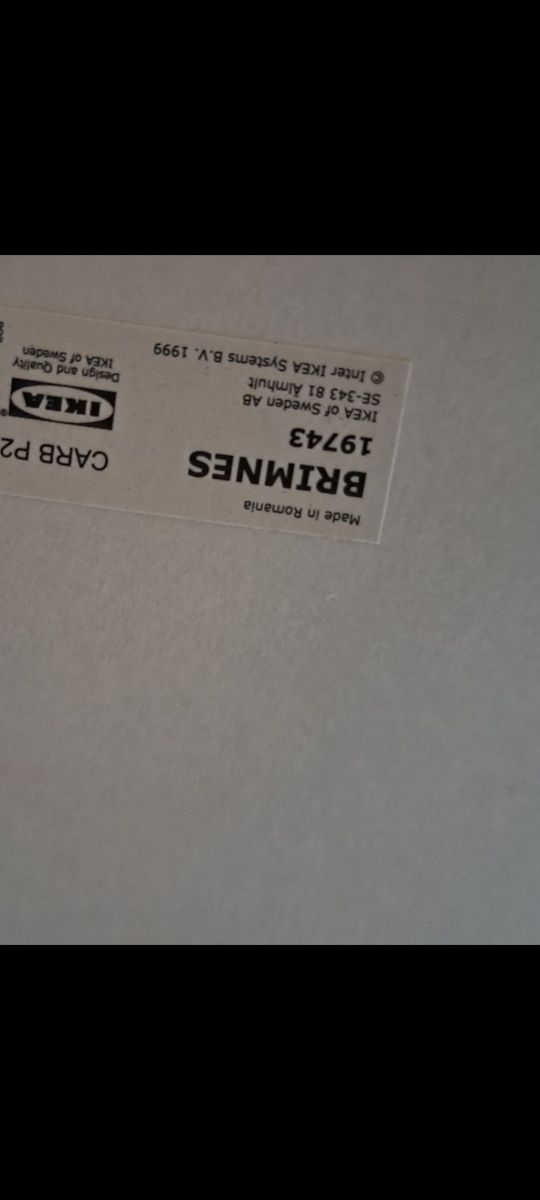 Made in Romania
BRIMNES
19743
IKEA of Sweden AB
SE-343 81 Älmhult
© Inter IKEA Systems B.V. 1999
CARB P2
IKEA®
Design and Quality
IKEA of Sweden